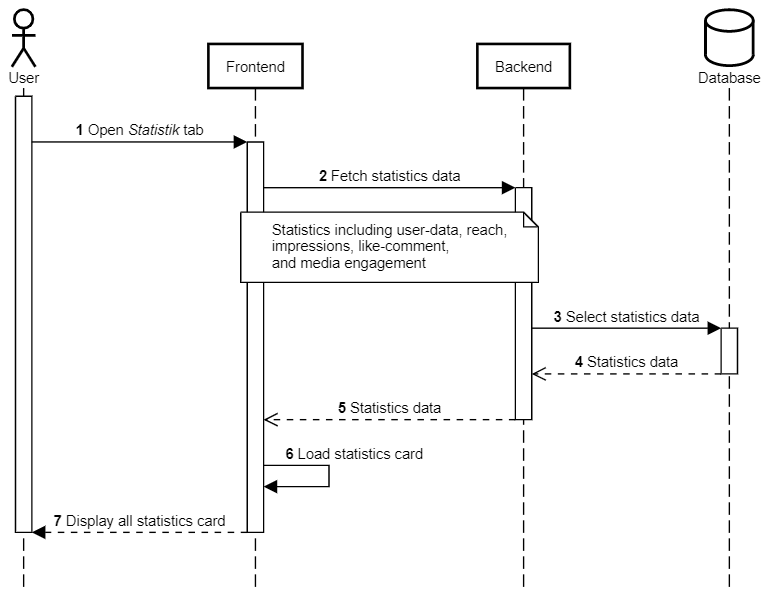 User
Frontend
Backend
Database
1 Open Statistik tab
2 Fetch statistics data
Statistics including user-data, reach,
impressions, like-comment,
and media engagement
3 Select statistics data
4 Statistics data
5 Statistics data
6 Load statistics card
7 Display all statistics card